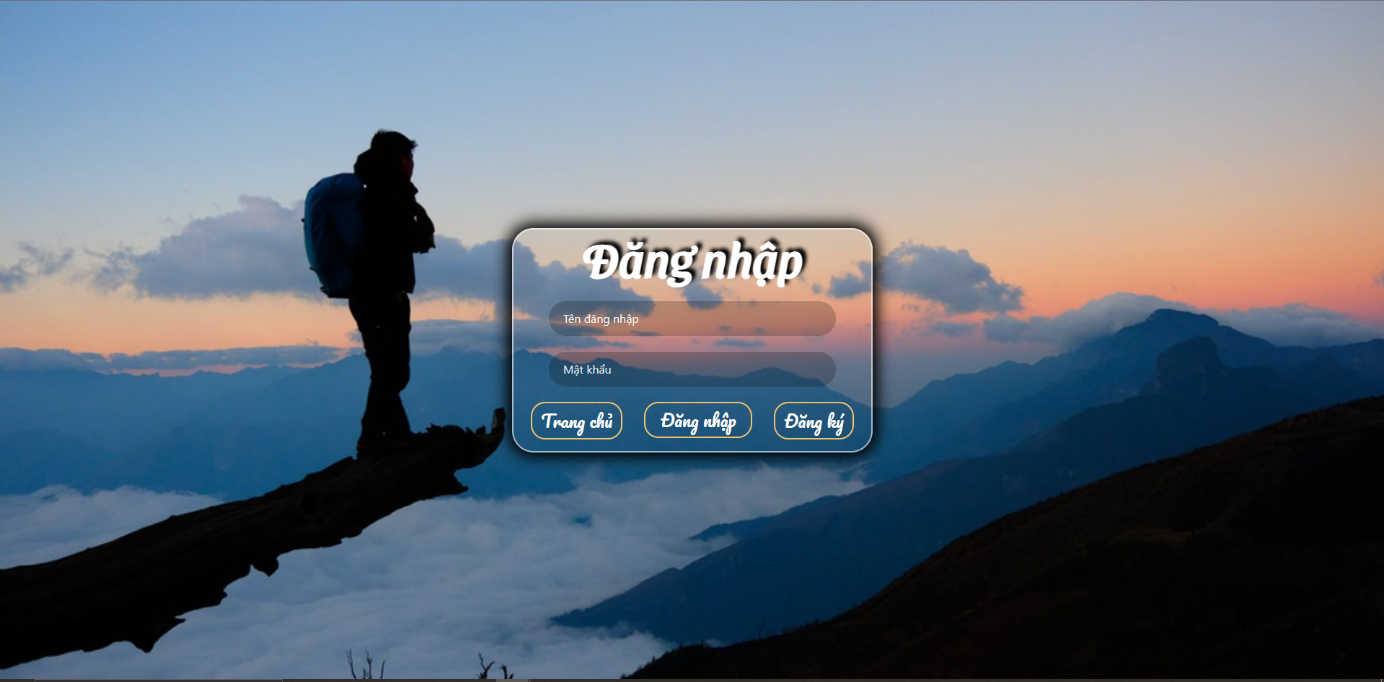 Đăng nhập
Tên đăng nhập
Mật khẩu
Trang chủ Đăng nhập Đăng ký